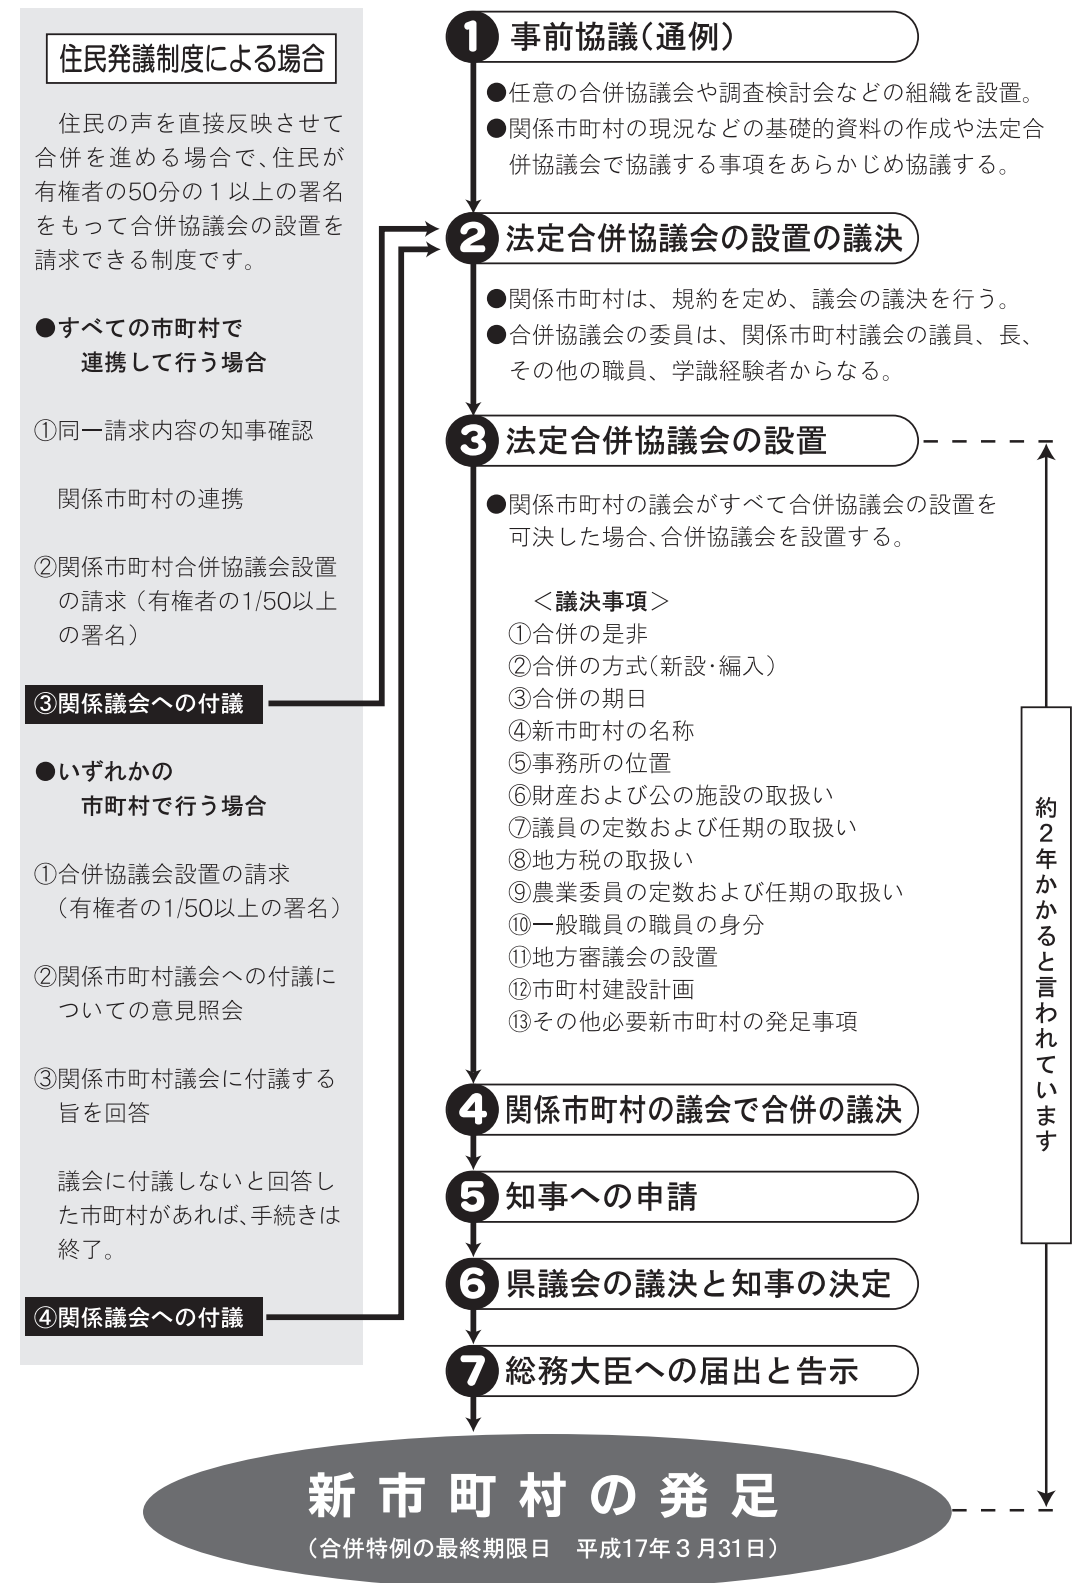 住民発議制度による場合
住民の声を直接反映させて
合併を進める場合で、住民が
有権者の50分の１以上の署名
をもって合併協議会の設置を
請求できる制度です。
●すべての市町村で
連携して行う場合
①同一請求内容の知事確認
関係市町村の連携
②関係市町村合併協議会設置
の請求（有権者の1/50以上
の署名）
③関係議会への付議
●いずれかの
市町村で行う場合
①合併協議会設置の請求
（有権者の1/50以上の署名）
②関係市町村議会への付議に
ついての意見照会
③関係市町村議会に付議する
旨を回答
議会に付議しないと回答し
た市町村があれば、手続きは
終了。
④関係議会への付議
❶事前協議（通例）
●任意の合併協議会や調査検討会などの組織を設置。
●関係市町村の現況などの基礎的資料の作成や法定合
併協議会で協議する事項をあらかじめ協議する。
❷法定合併協議会の設置の議決
●関係市町村は、規約を定め、議会の議決を行う。
●合併協議会の委員は、関係市町村議会の議員、長、
その他の職員、学識経験者からなる。
❸法定合併協議会の設置
●関係市町村の議会がすべて合併協議会の設置を
可決した場合、合併協議会を設置する。
＜議決事項＞
①合併の是非
②合併の方式（新設・編入）
③合併の期日
④新市町村の名称
⑤事務所の位置
⑥財産および公の施設の取扱い
⑦議員の定数および任期の取扱い
⑧地方税の取扱い
⑨農業委員の定数および任期の取扱い
⑩一般職員の職員の身分
⑪地方審議会の設置
⑫市町村建設計画
⑬その他必要新市町村の発足事項
❹関係市町村の議会で合併の議決
❺知事への申請
❻県議会の議決と知事の決定
❼総務大臣への届出と告示
新市町村の発足
（合併特例の最終期限日　平成17年３月31日）
約２年かかると言われています